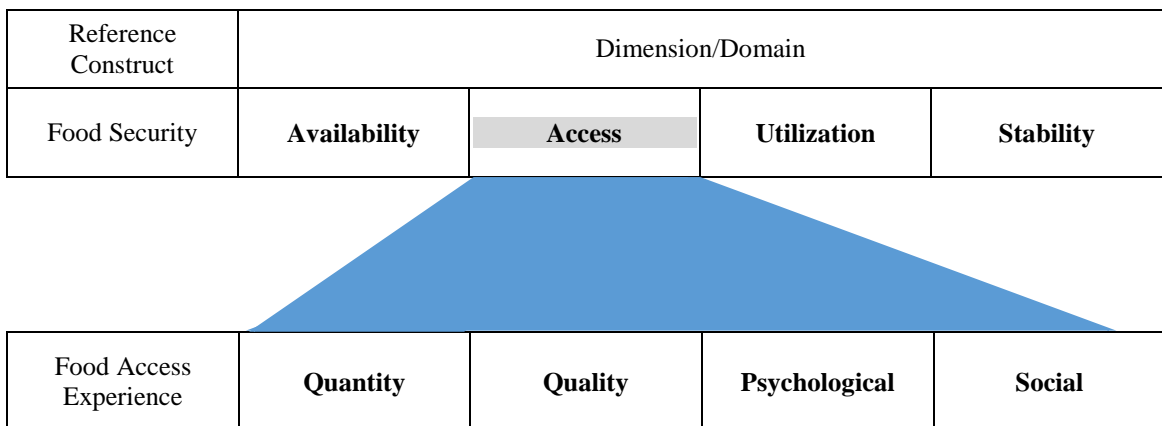 Reference
Construct
Dimension/Domain
Food Security
Availability
Access
Utilization
Stability
Food Access
Experience
Quantity
Quality
Psychological
Social